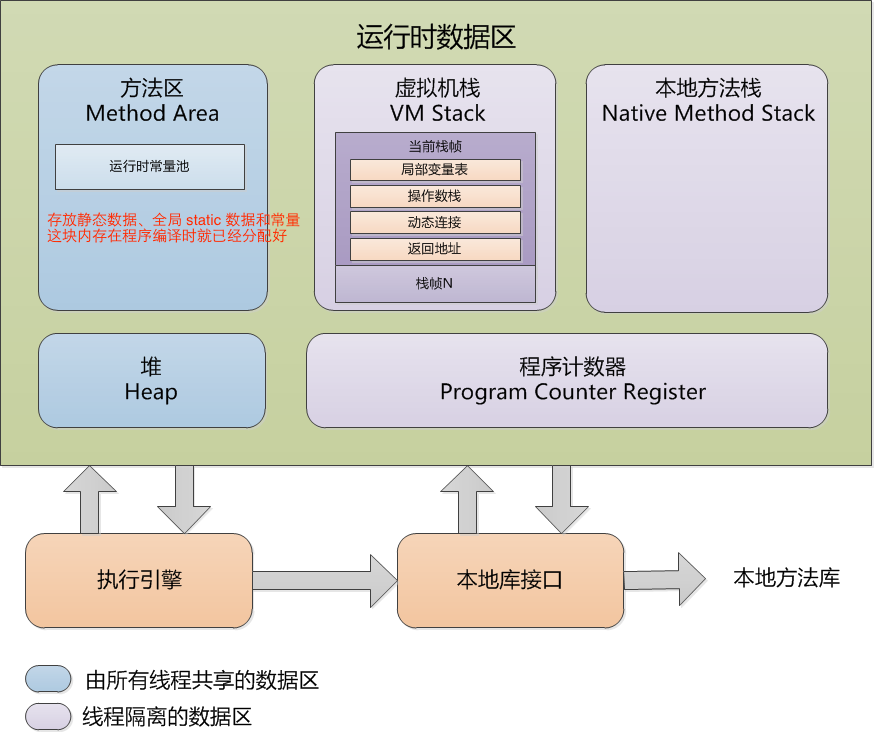 运行时数据区
方法区
Method Area
运行时常量池
存放静态数据、全局 static 数据和常量
这块内存在程序编译时就已经分配好
虚拟机栈
VM Stack
当前栈帧
局部变量表
操作数栈
动态连接
返回地址
栈帧N
本地方法栈
Native Method Stack
堆
Heap
程序计数器
Program Counter Register
执行引擎
本地库接口
本地方法库
由所有线程共享的数据区
线程隔离的数据区